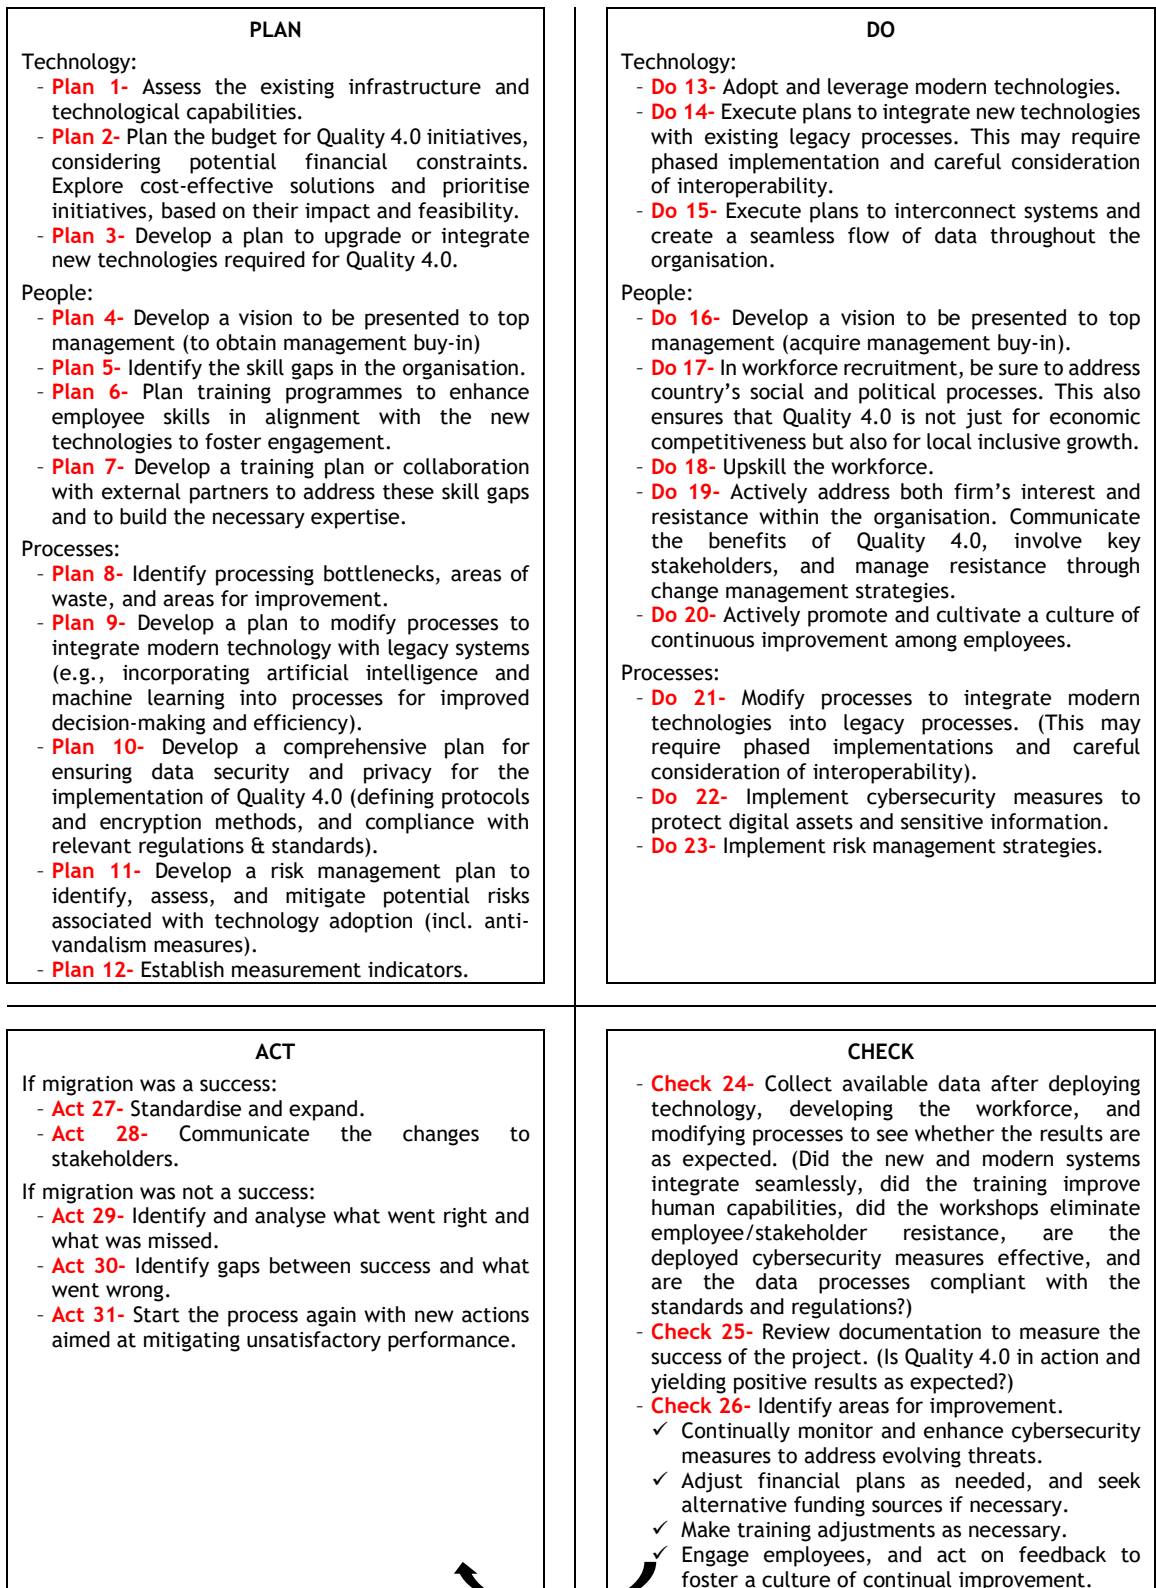 PLAN
Technology:
- Plan 1- Assess the existing infrastructure and
technological capabilities.
- Plan 2- Plan the budget for Quality 4.0 initiatives,
considering potential financial constraints.
Explore cost-effective solutions and prioritise
initiatives, based on their impact and feasibility.
- Plan 3- Develop a plan to upgrade or integrate
new technologies required for Quality 4.0.
People:
- Plan 4- Develop a vision to be presented to top
management (to obtain management buy-in)
- Plan 5- Identify the skill gaps in the organisation.
- Plan 6- Plan training programmes to enhance
employee skills in alignment with the new
technologies to foster engagement.
- Plan 7- Develop a training plan or collaboration
with external partners to address these skill gaps
and to build the necessary expertise.
Processes:
- Plan 8- Identify processing bottlenecks, areas of
waste, and areas for improvement.
- Plan 9- Develop a plan to modify processes to
integrate modern technology with legacy systems
(e.g., incorporating artificial intelligence and
machine learning into processes for improved
decision-making and efficiency).
- Plan 10- Develop a comprehensive plan for
ensuring data security and privacy for the
implementation of Quality 4.0 (defining protocols
and encryption methods, and compliance with
relevant regulations & standards).
- Plan 11- Develop a risk management plan to
identify, assess, and mitigate potential risks
associated with technology adoption (incl. anti-
vandalism measures).
- Plan 12- Establish measurement indicators.
DO
Technology:
- Do 13- Adopt and leverage modern technologies.
- Do 14- Execute plans to integrate new technologies
with existing legacy processes. This may require
phased implementation and careful consideration
of interoperability.
- Do 15- Execute plans to interconnect systems and
create a seamless flow of data throughout the
organisation.
People:
- Do 16- Develop a vision to be presented to top
management (acquire management buy-in).
- Do 17- In workforce recruitment, be sure to address
country's social and political processes. This also
ensures that Quality 4.0 is not just for economic
competitiveness but also for local inclusive growth.
- Do 18- Upskill the workforce.
- Do 19- Actively address both firm's interest and
resistance within the organisation. Communicate
the benefits of Quality 4.0, involve key
stakeholders, and manage resistance through
change management strategies.
- Do 20- Actively promote and cultivate a culture of
continuous improvement among employees.
Processes:
- Do 21- Modify processes to integrate modern
technologies into legacy processes. (This may
require phased implementations and careful
consideration of interoperability).
- Do 22- Implement cybersecurity measures to
protect digital assets and sensitive information.
- Do 23- Implement risk management strategies.
ACT
If migration was a success:
- Act 27- Standardise and expand.
- Act 28- Communicate the changes to
stakeholders.
If migration was not a success:
- Act 29- Identify and analyse what went right and
what was missed.
- Act 30- Identify gaps between success and what
went wrong.
- Act 31- Start the process again with new actions
aimed at mitigating unsatisfactory performance.
CHECK
- Check 24- Collect available data after deploying
technology, developing the workforce, and
modifying processes to see whether the results are
as expected. (Did the new and modern systems
integrate seamlessly, did the training improve
human capabilities, did the workshops eliminate
employee/stakeholder resistance, are the
deployed cybersecurity measures effective, and
are the data processes compliant with the
standards and regulations?)
- Check 25- Review documentation to measure the
success of the project. (Is Quality 4.0 in action and
yielding positive results as expected?)
- Check 26- Identify areas for improvement.
✓ Continually monitor and enhance cybersecurity
measures to address evolving threats.
✓ Adjust financial plans as needed, and seek
alternative funding sources if necessary.
✓ Make training adjustments as necessary.
✓ Engage employees, and act on feedback to
foster a culture of continual improvement.